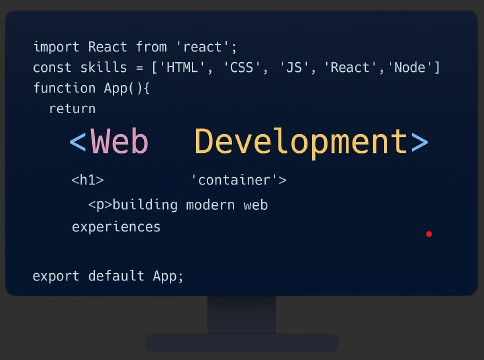 import React from 'react';
const skills = ['HTML', 'CSS', 'JS', 'React','Node']
function App(){
return
<Web Development>
<h1> 'container'>
<p>building modern web
experiences
export default App;